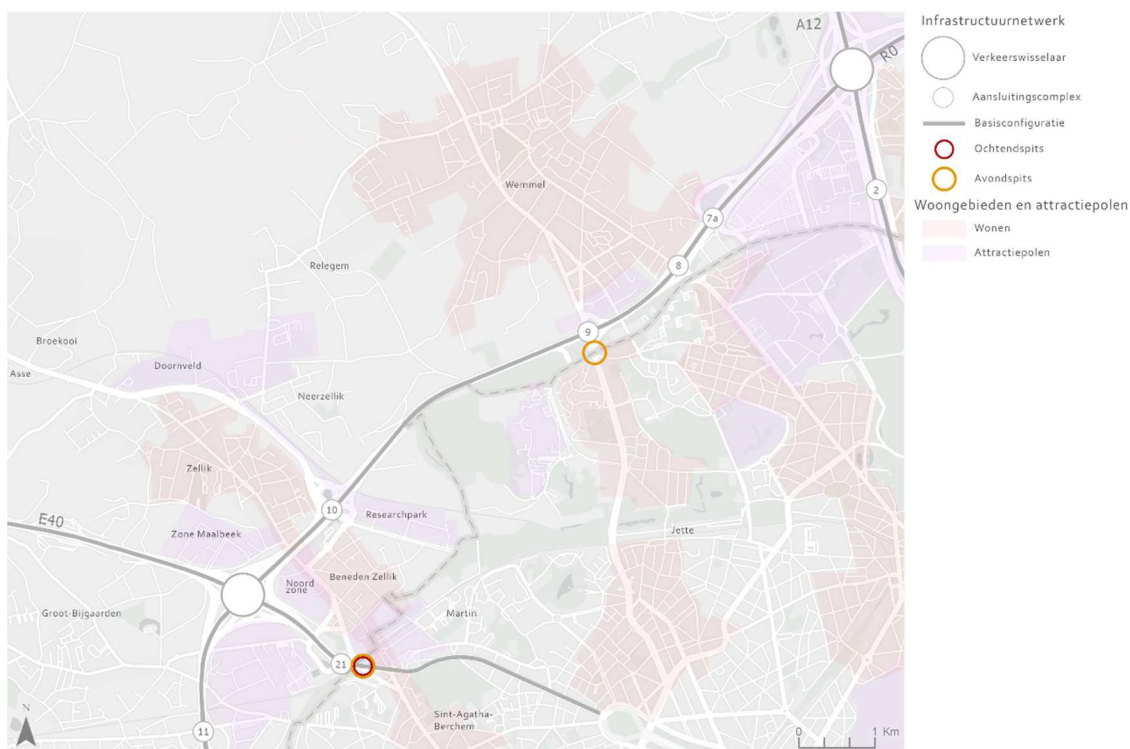 A12
R0
2
Wemmel
7a
8
Relegem
9
Broekooi
Doornveld
Asse
Neerzellik
Zellik
10
Researchpark
E40
Zone Maalbeek
Jette
Noord
zone
Beneden Zellik
Groot-Bijgaarden
Martin
21
Sint-Agatha-
Berchem
11
N
0
1 Km
Infrastructuurnetwerk
Verkeerswisselaar
Aansluitingscomplex
Basisconfiguratie
Ochtendspits
Avondspits
Woongebieden en attractiepolen
Wonen
Attractiepolen